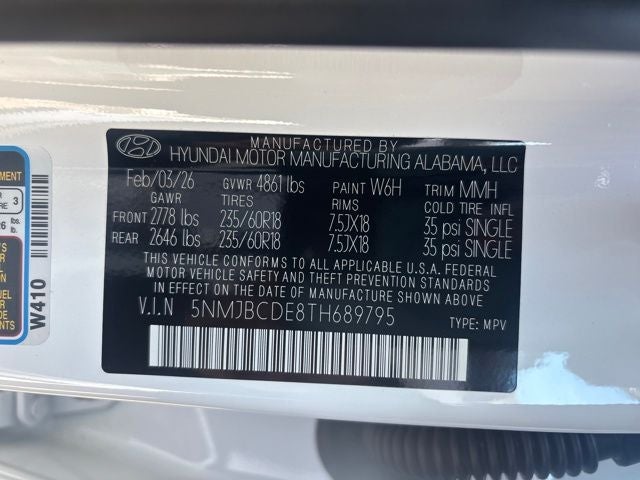 MANUFACTURED BY
HYUNDAI MOTOR MANUFACTURING ALABAMA, LLC
Feb/03/26 GVWR 4861 lbs PAINT W6H TRIM MMH
GAWR TIRES RIMS COLD TIRE INFL
FRONT 2778 lbs 235/60R18 7.5JX18 35 psi SINGLE
REAR 2646 lbs 235/60R18 7.5JX18 35 psi SINGLE
THIS VEHICLE CONFORMS TO ALL APPLICABLE U.S.A. FEDERAL
MOTOR VEHICLE SAFETY AND THEFT PREVENTION STANDARDS
IN EFFECT ON THE DATE OF MANUFACTURE SHOWN ABOVE.
V.I.N 5NMJBCDE8TH689795
TYPE: MPV
W410
3
lbs.